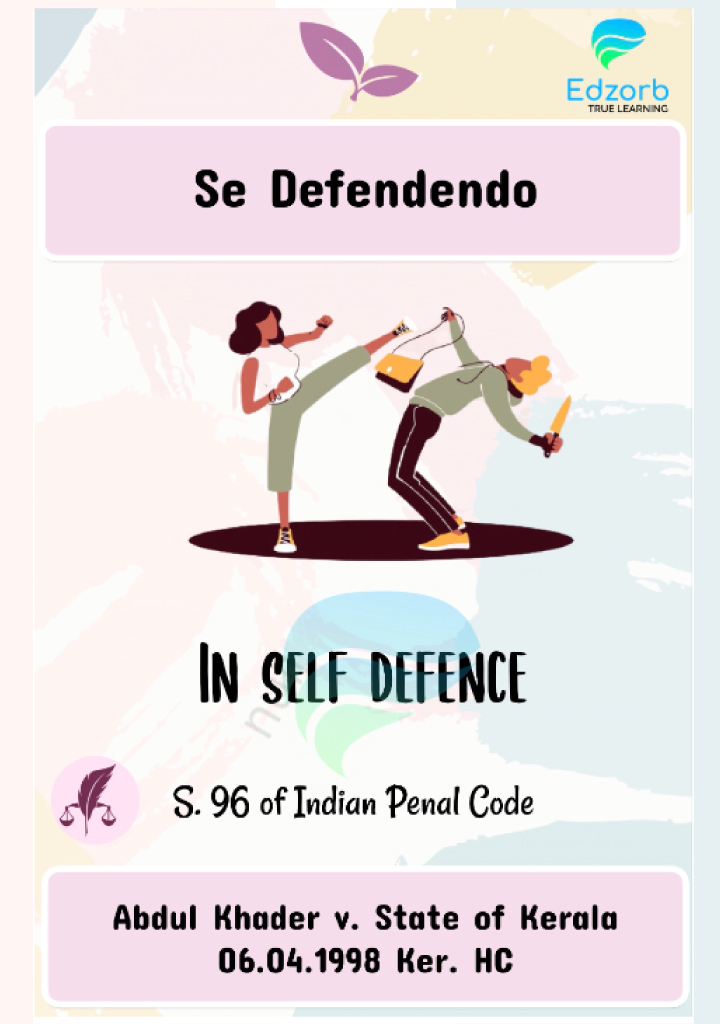 Edzorb
TRUE LEARNING
Se Defendendo
In self defence
S. 96 of Indian Penal Code
Abdul Khader v. State of Kerala
06.04.1998 Ker. HC